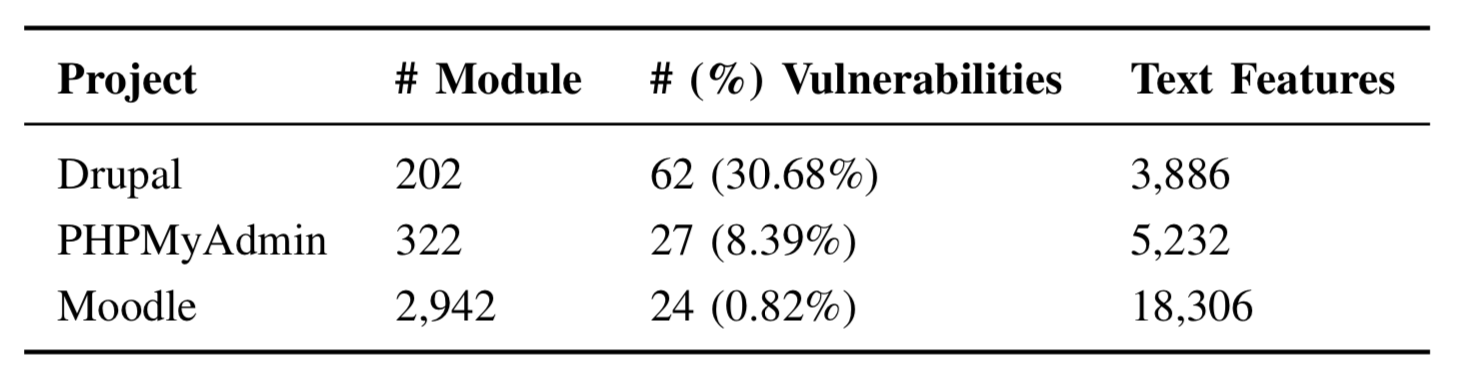 Project # Module # (%) Vulnerabilities Text Features
Drupal 202 62 (30.68%) 3,886
PHPMyAdmin 322 27 (8.39%) 5,232
Moodle 2,942 24 (0.82%) 18,306